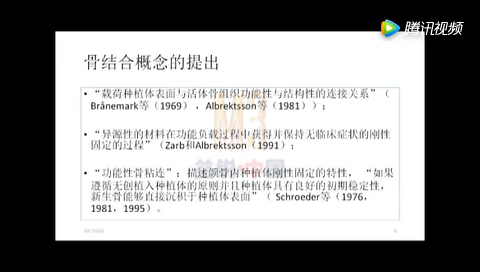 腾讯视频
骨结合概念的提出
• “载荷种植体表面与活体骨组织功能性与结构性的连接关系”（
Brånemark等（1969），Albrektsson等（1981））；
• “异源性的材料在功能负载过程中获得并保持无临床症状的刚性
固定的过程”（Zarb和Albrektsson（1991）；
• “功能性骨粘连”：描述颌骨内种植体刚性固定的特性，“如果
遵循无创植入种植体的原则并且种植体具有良好的初期稳定性，
新生骨能够直接沉积于种植体表面”（ Schroeder等（1976，
1981，1995）。